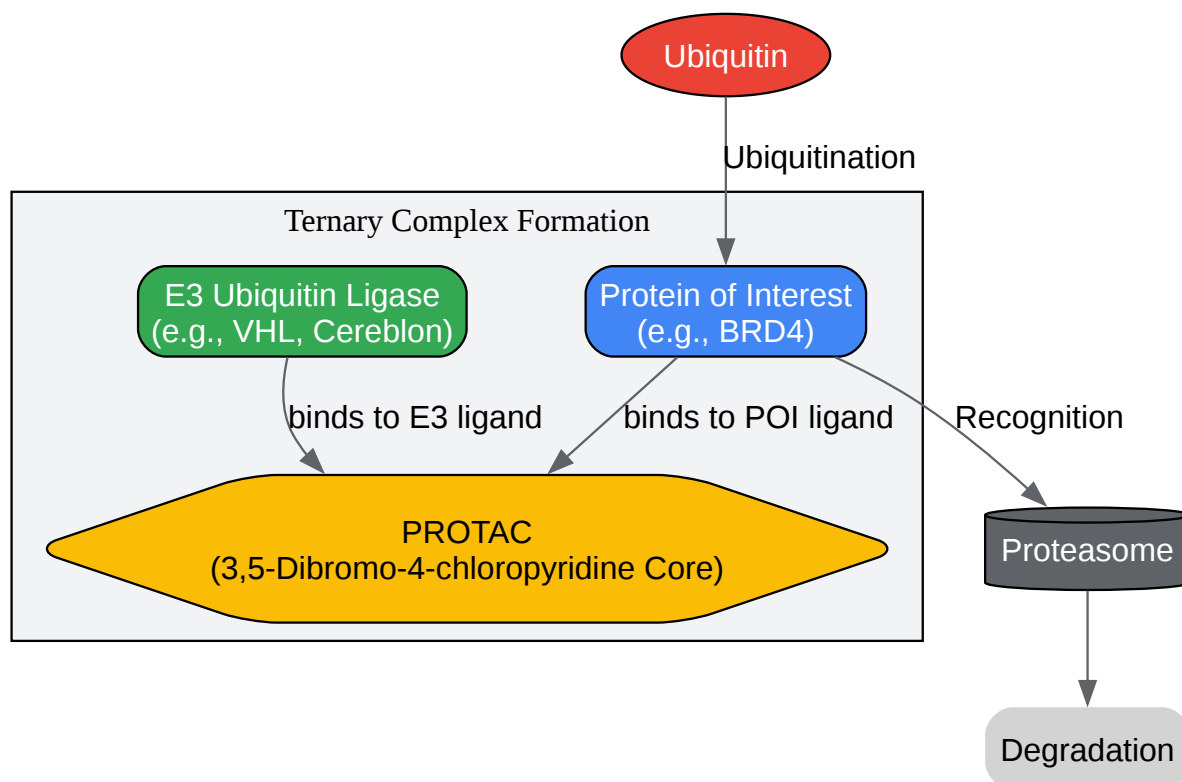 Ubiquitin
Ubiquitination
Ternary Complex Formation
E3 Ubiquitin Ligase
(e.g., VHL, Cereblon)
Protein of Interest
(e.g., BRD4)
binds to E3 ligand
binds to POI ligand
Recognition
PROTAC
(3,5-Dibromo-4-chloropyridine Core)
Proteasome
Degradation